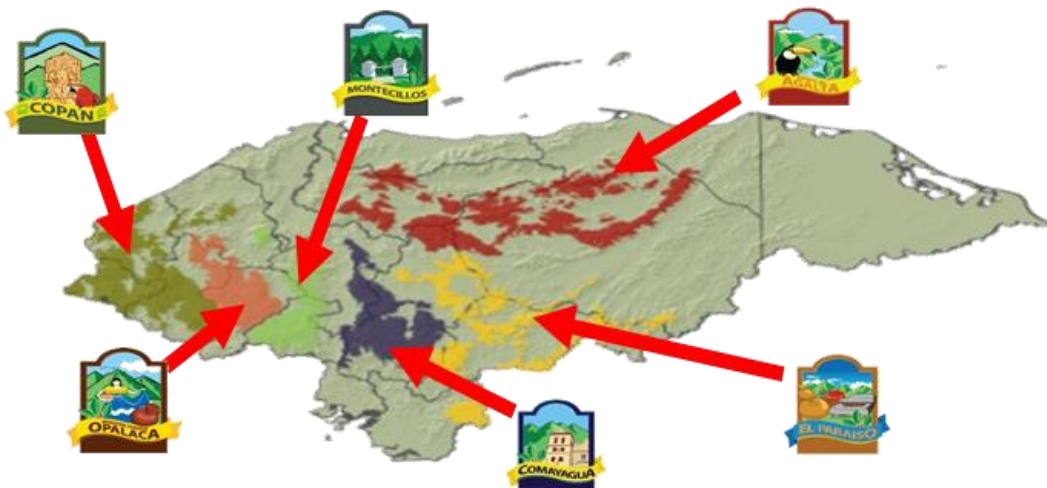 COPAN
MONTECILLOS
AGALTA
OPALACA
COMAYAGUA
EL PARAISO